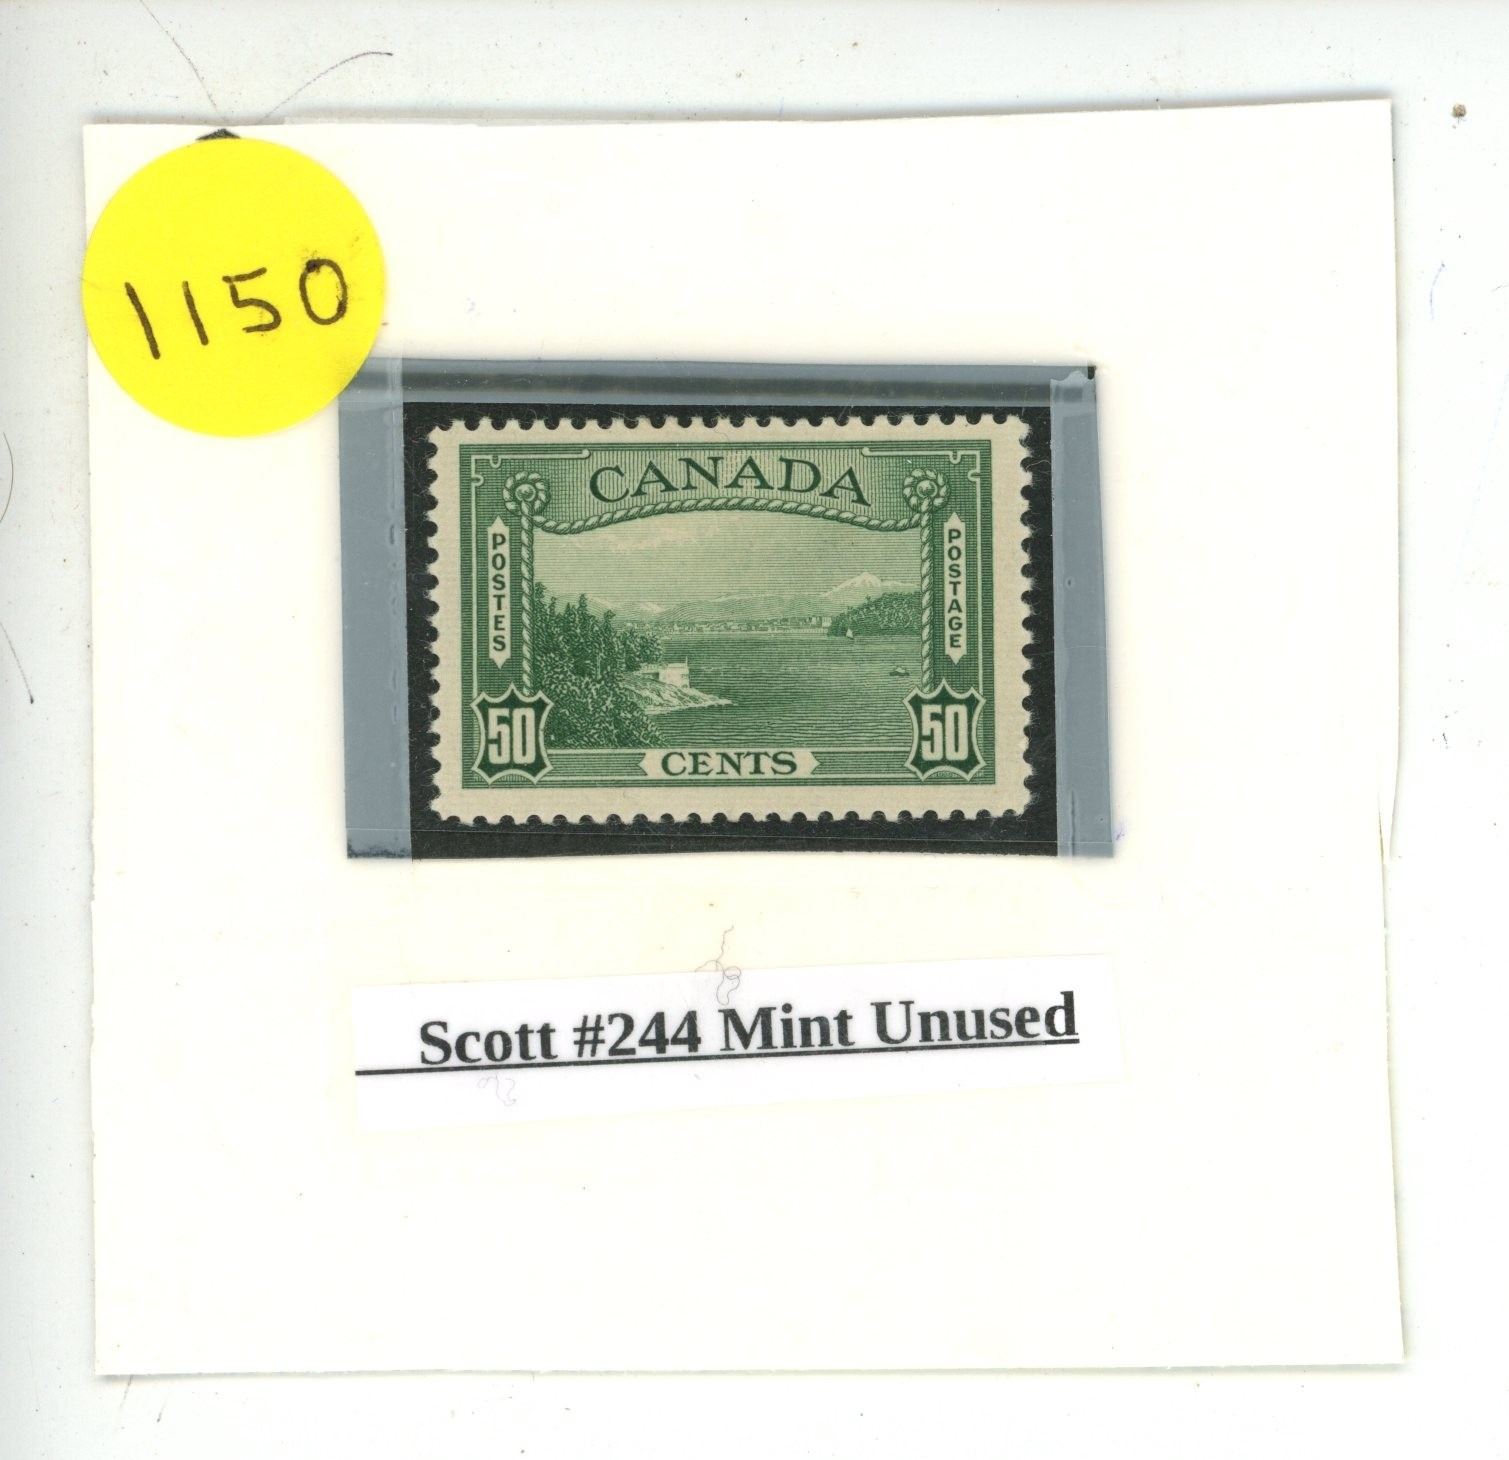 1150
CANADA
POSTES
POSTAGE
50
CENTS
50
Scott #244 Mint Unused